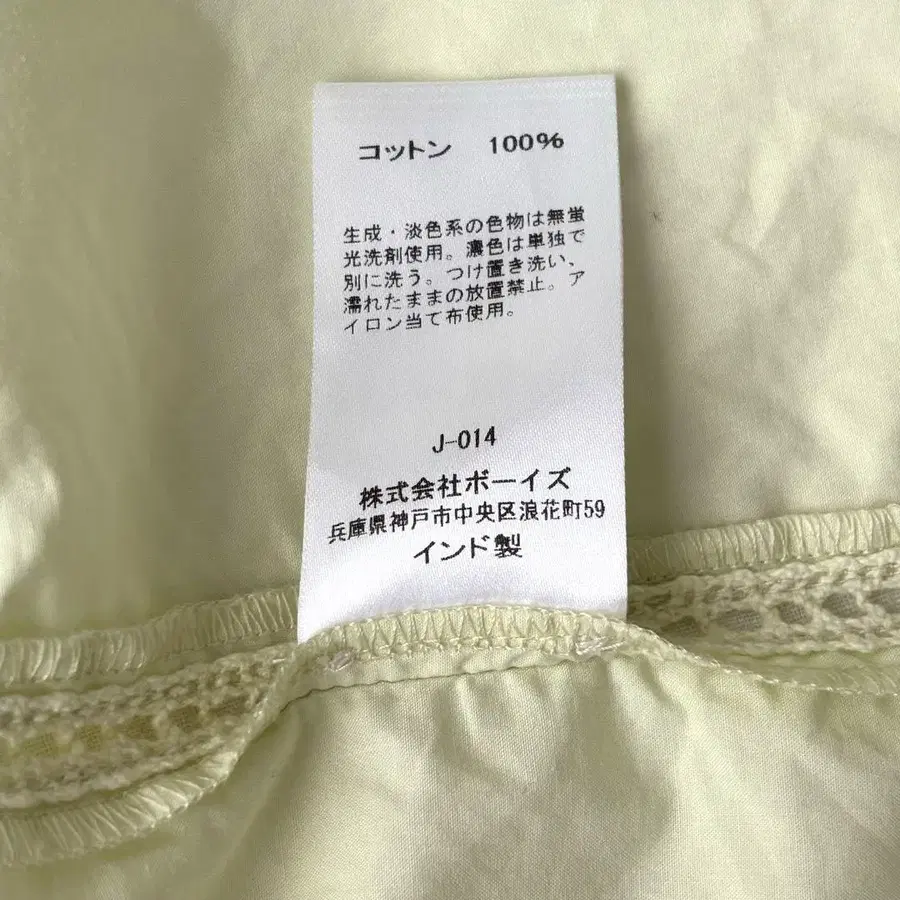 コットン 100%
生成・淡色系の色物は無蛍
光洗剤使用。濃色は単独で
別に洗う。つけ置き洗い、
濡れたままの放置禁止。ア
イロン当て布使用。
J-014
株式会社ボーイズ
兵庫県神戸市中央区浪花町59
インド製